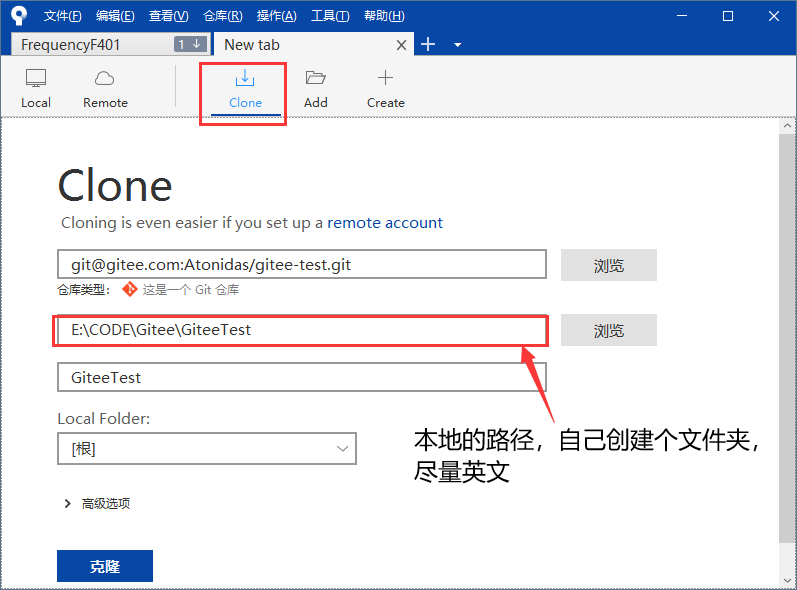 文件(F) 编辑(E) 查看(V) 仓库(R) 操作(A) 工具(T) 帮助(H)
FrequencyF401 1 New tab
Local Remote Clone Add Create
Clone
Cloning is even easier if you set up a remote account
git@gitee.com:Atonidas/gitee-test.git 浏览
仓库类型: 这是一个 Git 仓库
E:\CODE\Gitee\GiteeTest 浏览
GiteeTest
Local Folder:
[根]
本地的路径，自己创建个文件夹，
尽量英文
高级选项
克隆